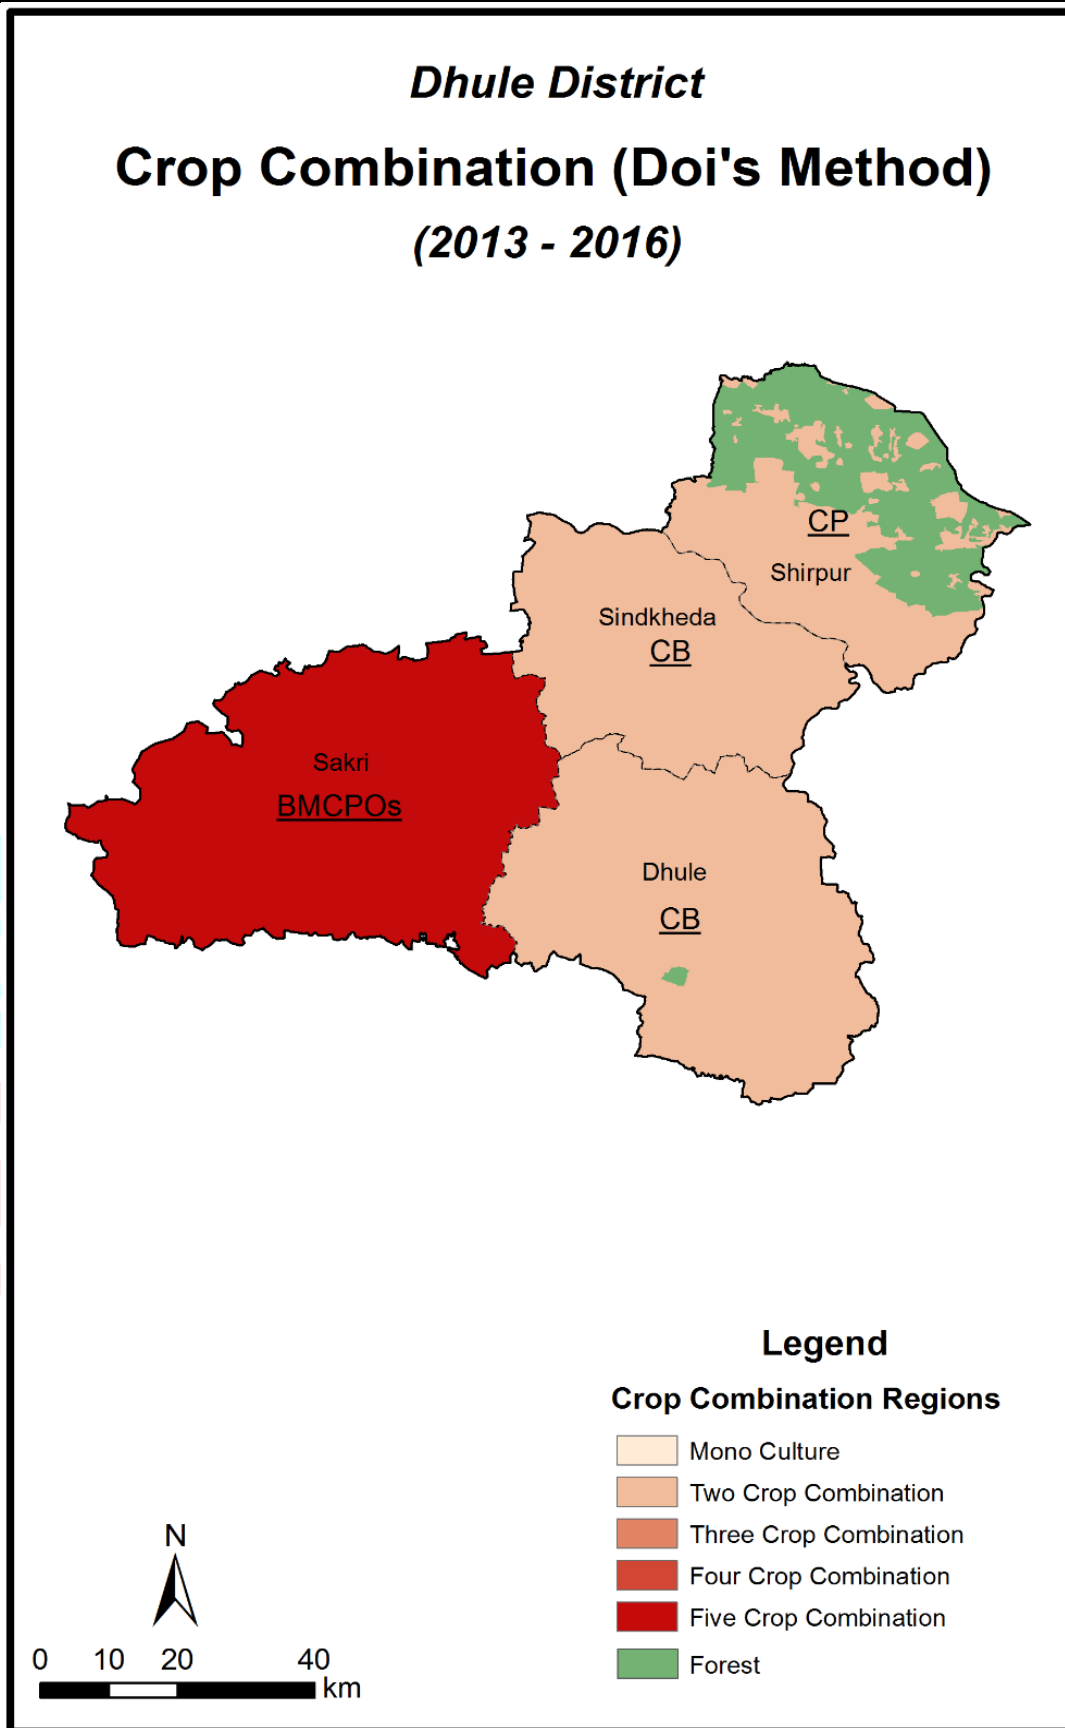 Dhule District
Crop Combination (Doi's Method)
(2013 - 2016)
CP
Shirpur
Sindkheda
CB
Sakri
BMCPOs
Dhule
CB
Legend
Crop Combination Regions
Mono Culture
Two Crop Combination
Three Crop Combination
Four Crop Combination
Five Crop Combination
Forest
N
0 10 20 40
km